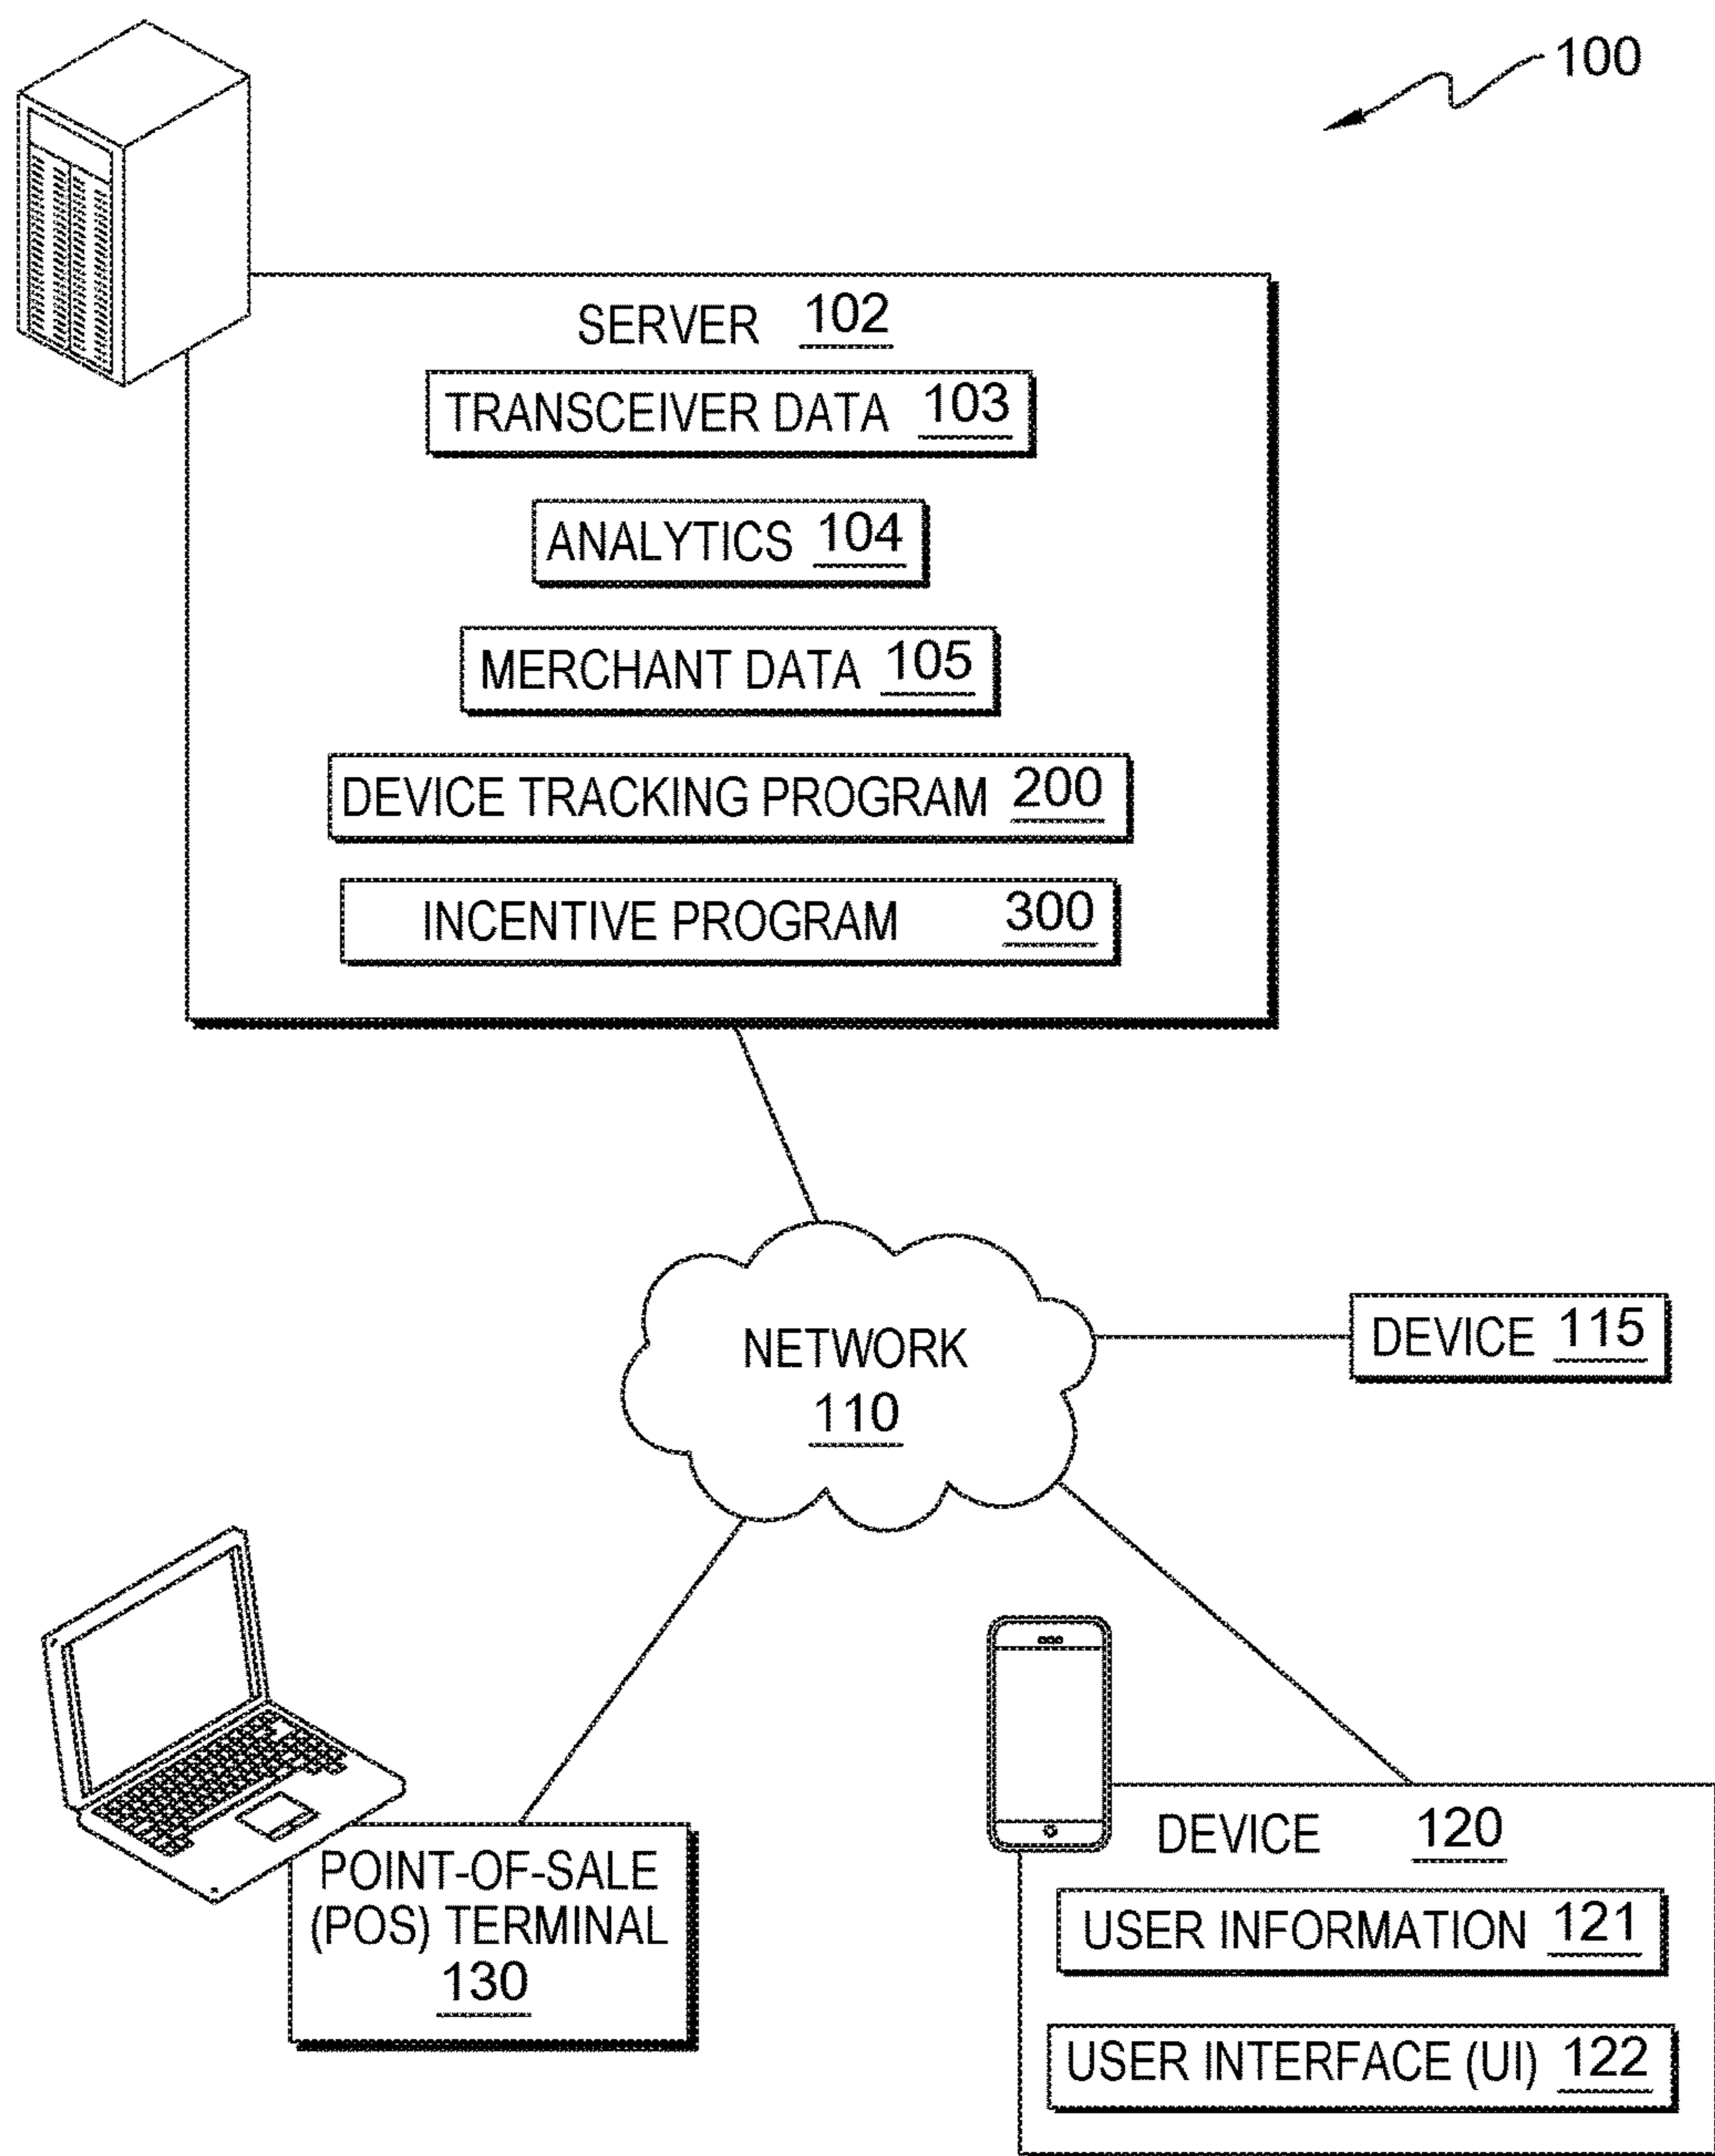 100
SERVER 102
TRANSCEIVER DATA 103
ANALYTICS 104
MERCHANT DATA 105
DEVICE TRACKING PROGRAM 200
INCENTIVE PROGRAM 300
NETWORK
110
DEVICE 115
POINT-OF-SALE
(POS) TERMINAL
130
DEVICE 120
USER INFORMATION 121
USER INTERFACE (UI) 122